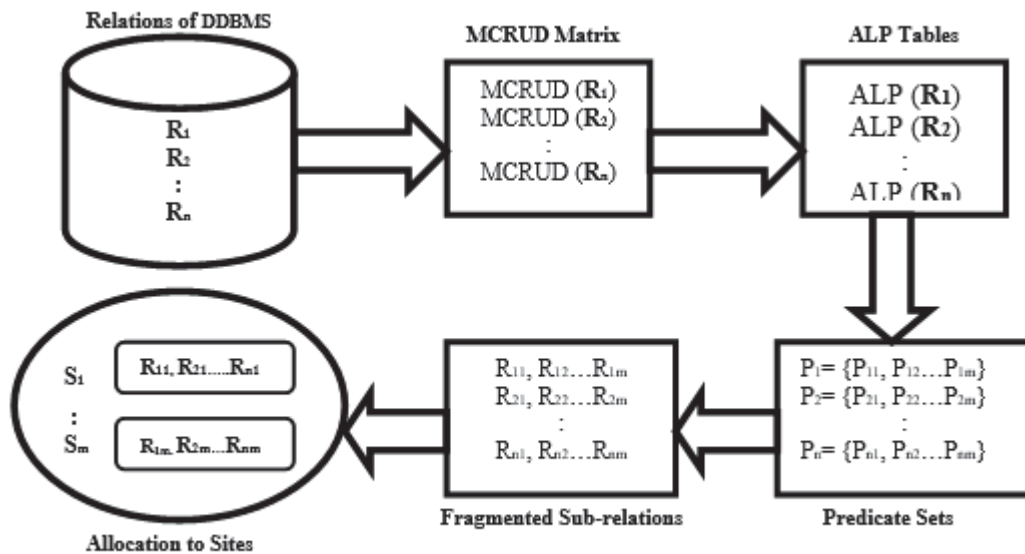 Relations of DDBMS
R₁
R₂
:
Rₙ
MCRUD Matrix
MCRUD (R₁)
MCRUD (R₂)
:
MCRUD (Rₙ)
ALP Tables
ALP (R₁)
ALP (R₂)
:
ALP (Rₙ)
P₁= {P₁₁, P₁₂...P₁ₘ}
P₂= {P₂₁, P₂₂...P₂ₘ}
:
Pₙ= {Pₙ₁, Pₙ₂...Pₙₘ}
Predicate Sets
R₁₁, R₁₂...R₁ₘ
R₂₁, R₂₂...R₂ₘ
:
Rₙ₁, Rₙ₂...Rₙₘ
Fragmented Sub-relations
S₁ R₁₁, R₂₁.....Rₙ₁
:
Sₘ R₁ₘ, R₂ₘ...Rₙₘ
Allocation to Sites